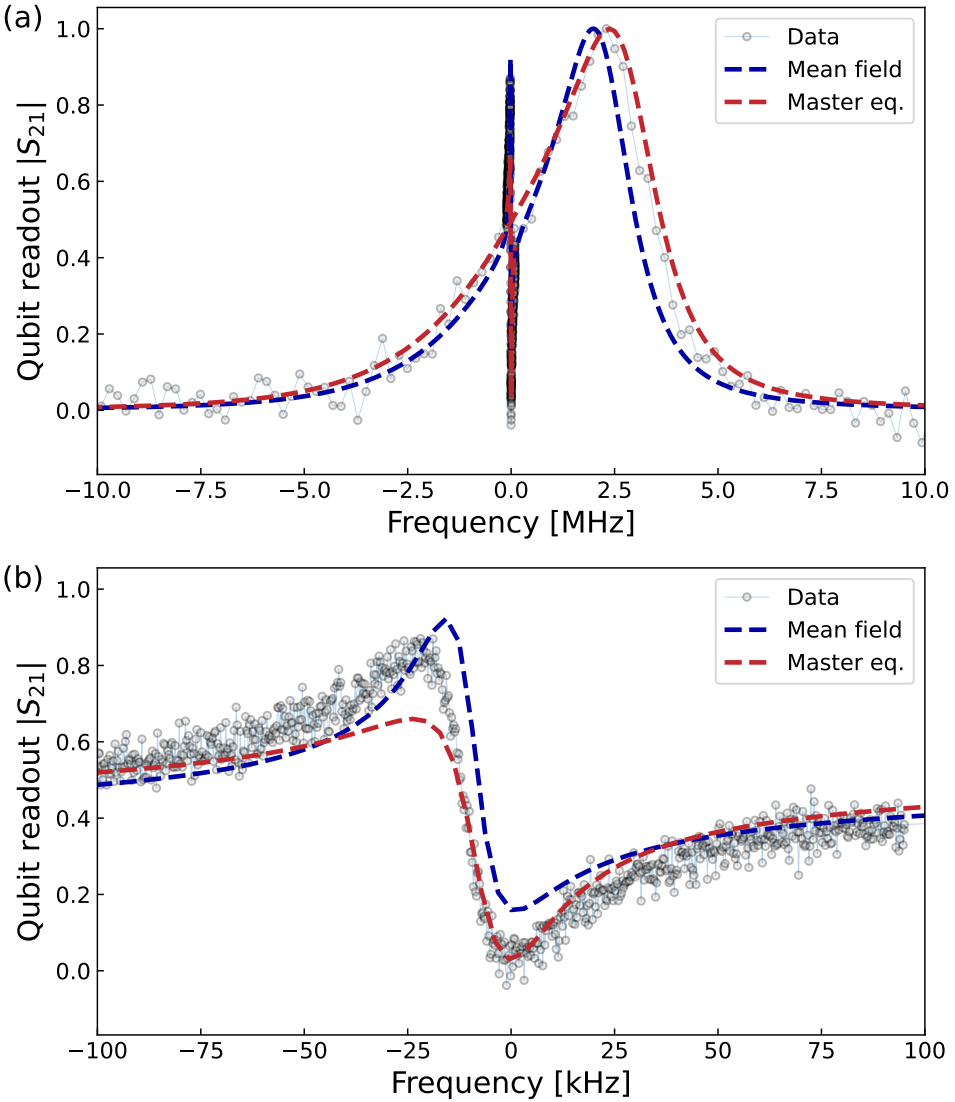 (a)
Qubit readout |S21|
1.0
0.8
0.6
0.4
0.2
0.0
Data
Mean field
Master eq.
−10.0 −7.5 −5.0 −2.5 0.0 2.5 5.0 7.5 10.0
Frequency [MHz]
(b)
Qubit readout |S21|
1.0
0.8
0.6
0.4
0.2
0.0
Data
Mean field
Master eq.
−100 −75 −50 −25 0 25 50 75 100
Frequency [kHz]